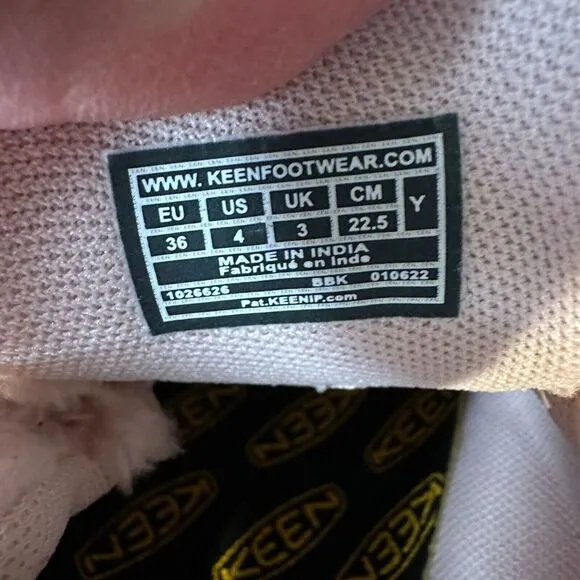 WWW. KEENFOOTWEAR.COM
EU US UK CM Y
36 4 3 22.5
MADE IN INDIA
Fabriqué en Inde
BBK 010622
1026626
Pat.KEENIP.com
KEEN
KEEN
KEEN
KEEN
KEEN